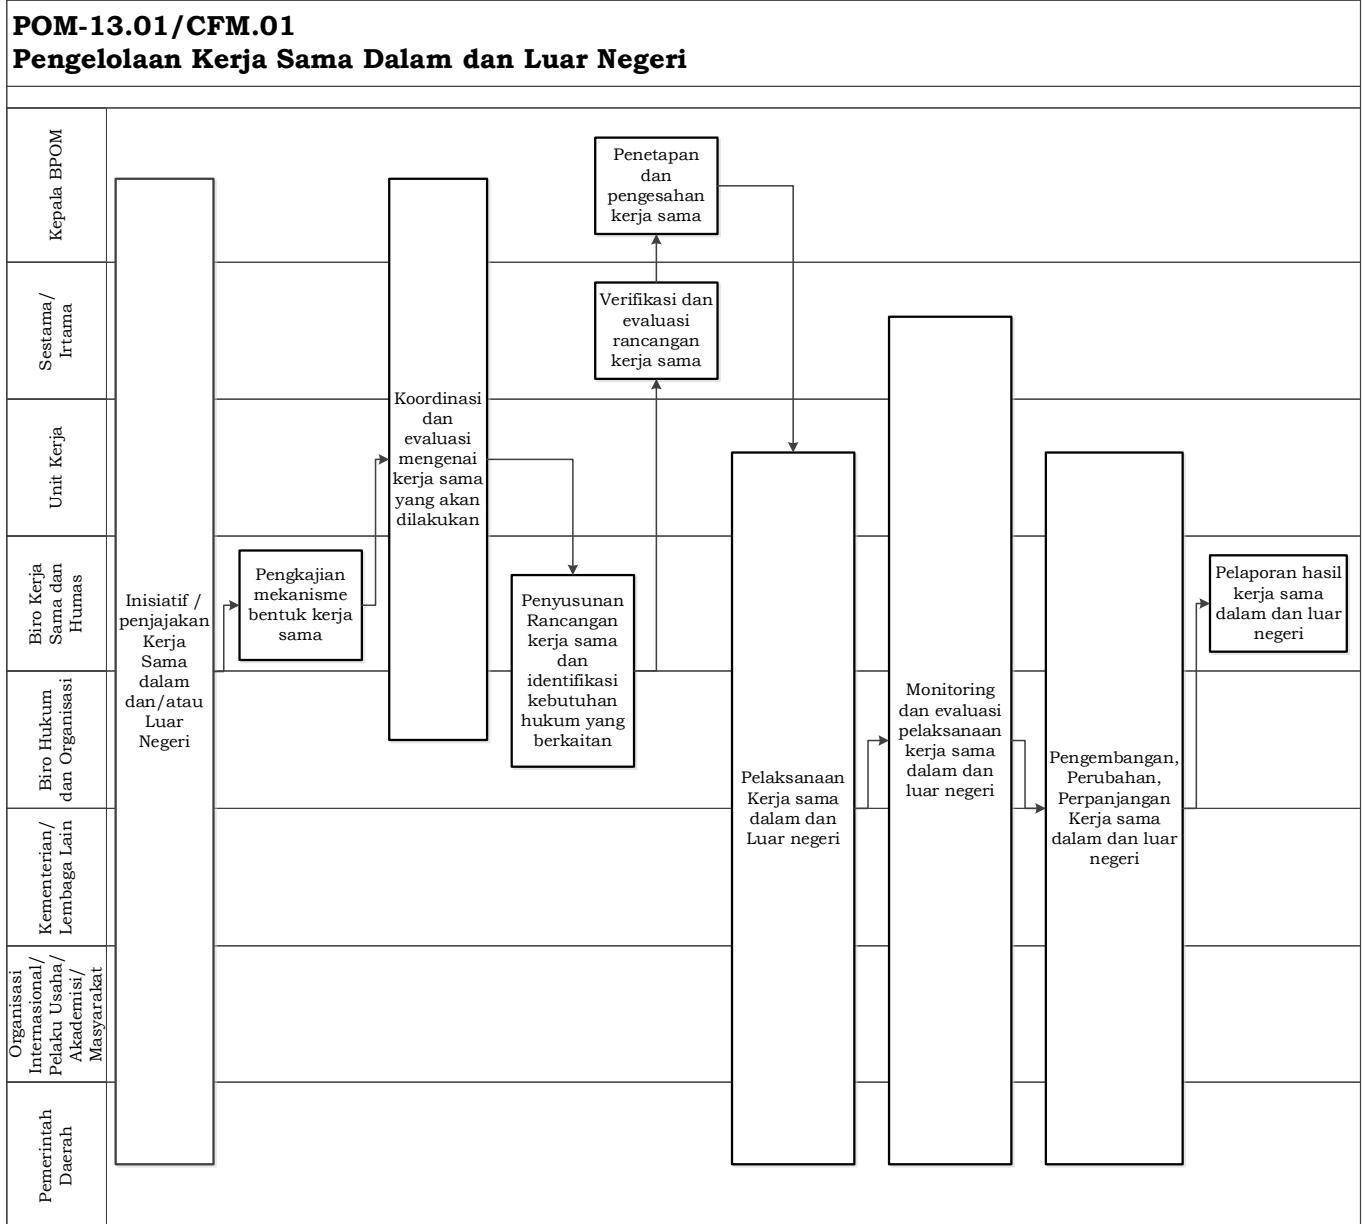 POM-13.01/CFM.01
Pengelolaan Kerja Sama Dalam dan Luar Negeri
Kepala BPOM
Sestama/
Irtama
Unit Kerja
Biro Kerja
Sama dan
Humas
Biro Hukum
dan Organisasi
Kementerian/
Lembaga Lain
Organisasi
Internasional/
Pelaku Usaha/
Akademisi/
Masyarakat
Pemerintah
Daerah
Inisiatif /
penjajakan
Kerja
Sama
dalam
dan/atau
Luar
Negeri
Pengkajian
mekanisme
bentuk kerja
sama
Koordinasi
dan
evaluasi
mengenai
kerja sama
yang akan
dilakukan
Penyusunan
Rancangan
kerja sama
dan
identifikasi
kebutuhan
hukum yang
berkaitan
Verifikasi dan
evaluasi
rancangan
kerja sama
Penetapan
dan
pengesahan
kerja sama
Pelaksanaan
Kerja sama
dalam dan
Luar negeri
Monitoring
dan evaluasi
pelaksanaan
kerja sama
dalam dan
luar negeri
Pengembangan,
Perubahan,
Perpanjangan
Kerja sama
dalam dan luar
negeri
Pelaporan hasil
kerja sama
dalam dan luar
negeri